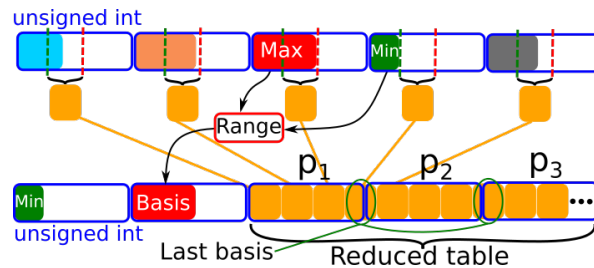 unsigned int
Max
Min
Range
p1
p2
p3
Min
Basis
...
unsigned int
Last basis
Reduced table